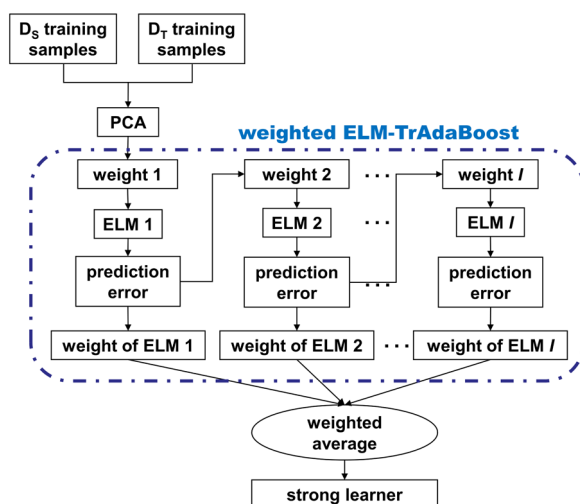 D_S training
samples
D_T training
samples
PCA
weighted ELM-TrAdaBoost
weight 1
weight 2
...
weight I
ELM 1
ELM 2
...
ELM I
prediction
error
prediction
error
...
prediction
error
weight of ELM 1
weight of ELM 2
...
weight of ELM I
weighted
average
strong learner